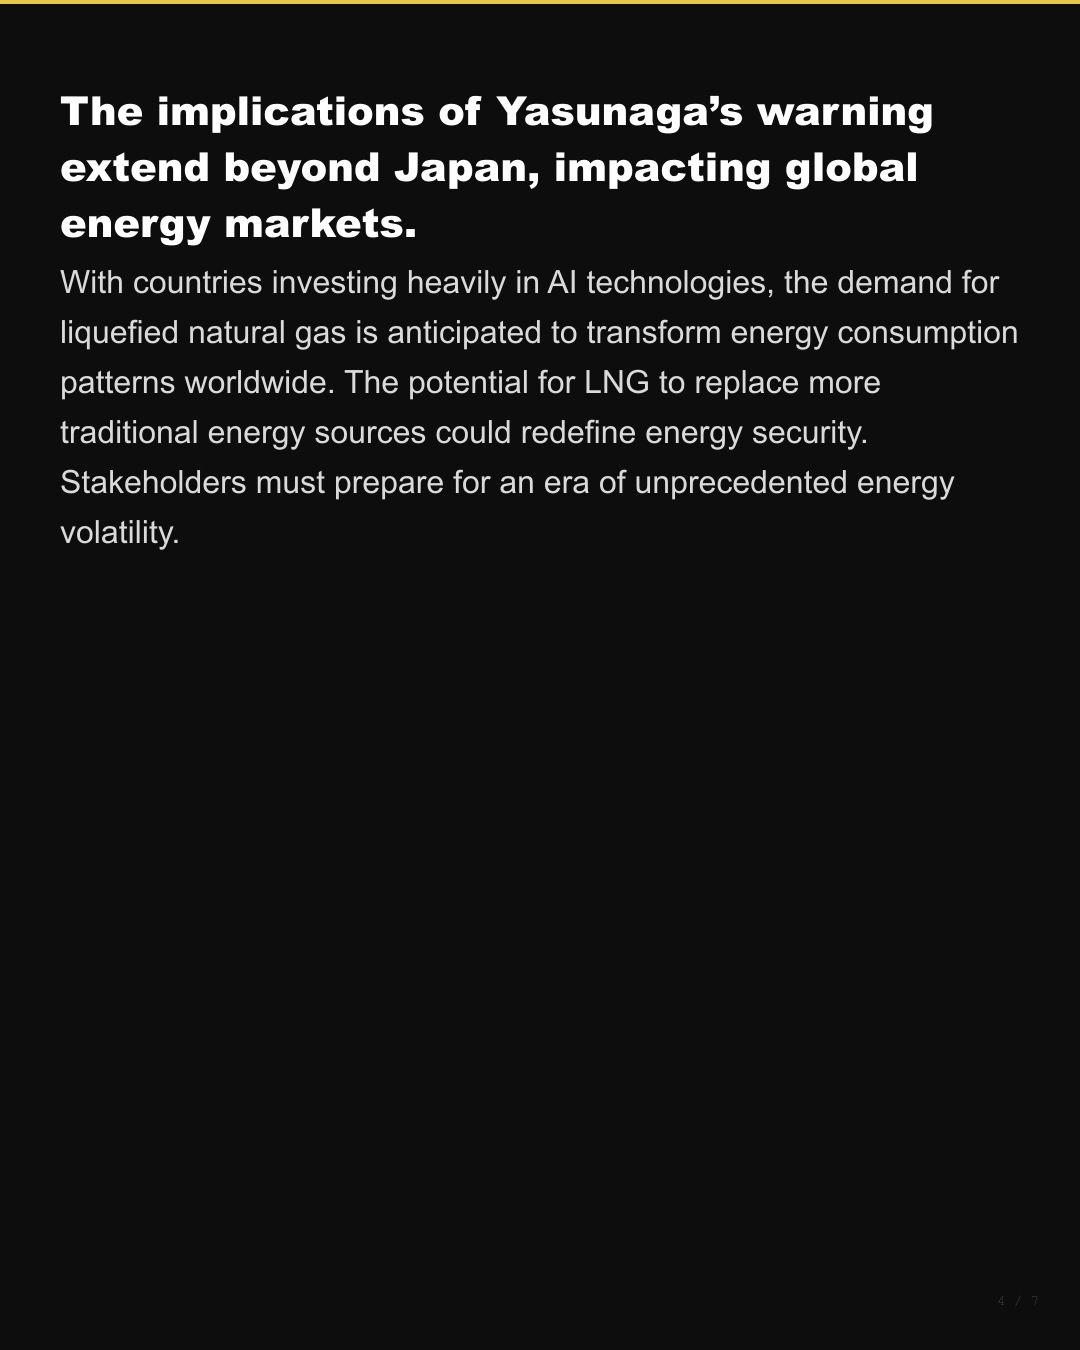 The implications of Yasunaga’s warning
extend beyond Japan, impacting global
energy markets.
With countries investing heavily in AI technologies, the demand for
liquefied natural gas is anticipated to transform energy consumption
patterns worldwide. The potential for LNG to replace more
traditional energy sources could redefine energy security.
Stakeholders must prepare for an era of unprecedented energy
volatility.
4 / 7